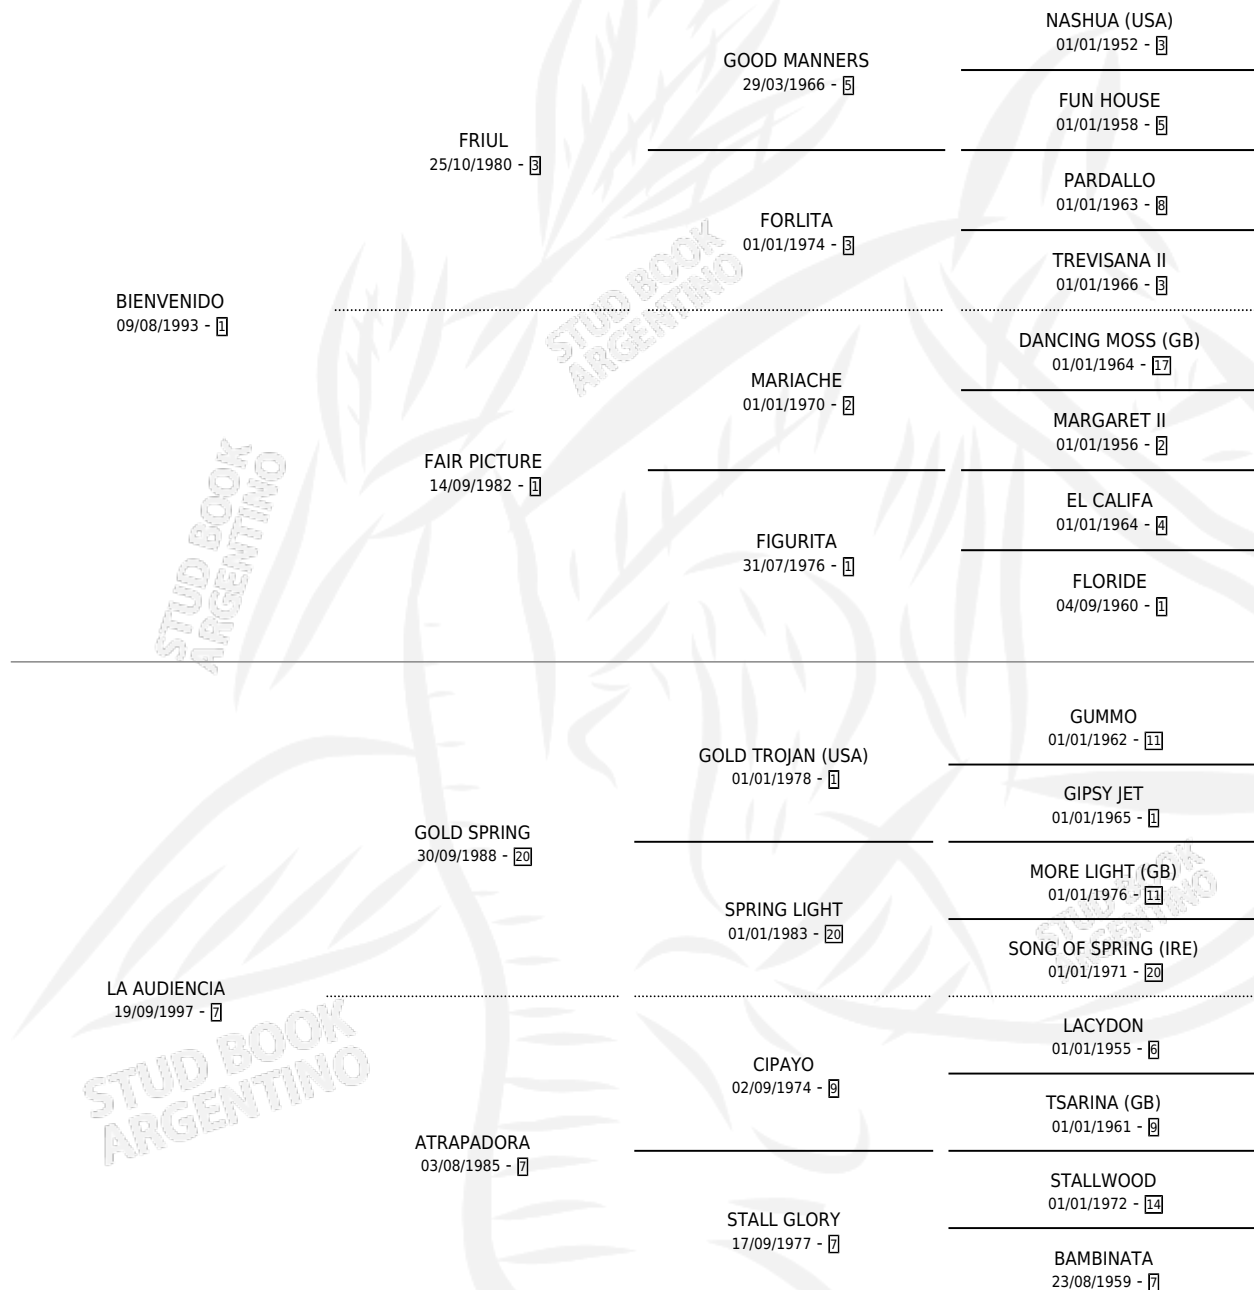 NASHUA (USA)
01/01/1952 - 3
GOOD MANNERS
29/03/1966 - 5
FUN HOUSE
01/01/1958 - 5
FRIUL
25/10/1980 - 3
PARDALLO
01/01/1963 - 8
FORLITA
01/01/1974 - 3
TREVISANA II
01/01/1966 - 3
STUD BOOK
ARGENTINO
BIENVENIDO
09/08/1993 - 1
DANCING MOSS (GB)
01/01/1964 - 17
MARIACHE
01/01/1970 - 2
MARGARET II
01/01/1956 - 2
FAIR PICTURE
14/09/1982 - 1
EL CALIFA
01/01/1964 - 4
FIGURITA
31/07/1976 - 1
FLORIDE
04/09/1960 - 1
STUD BOOK
ARGENTINO
GUMMO
01/01/1962 - 11
GOLD TROJAN (USA)
01/01/1978 - 1
GIPSY JET
01/01/1965 - 1
GOLD SPRING
30/09/1988 - 20
MORE LIGHT (GB)
01/01/1976 - 11
SPRING LIGHT
01/01/1983 - 20
SONG OF SPRING (IRE)
01/01/1971 - 20
STUD BOOK
ARGENTINO
LA AUDIENCIA
19/09/1997 - 7
LACYDON
01/01/1955 - 6
CIPAYO
02/09/1974 - 9
TSARINA (GB)
01/01/1961 - 9
STUD BOOK
ARGENTINO
ATRAPADORA
03/08/1985 - 7
STALLWOOD
01/01/1972 - 14
STALL GLORY
17/09/1977 - 7
BAMBINATA
23/08/1959 - 7